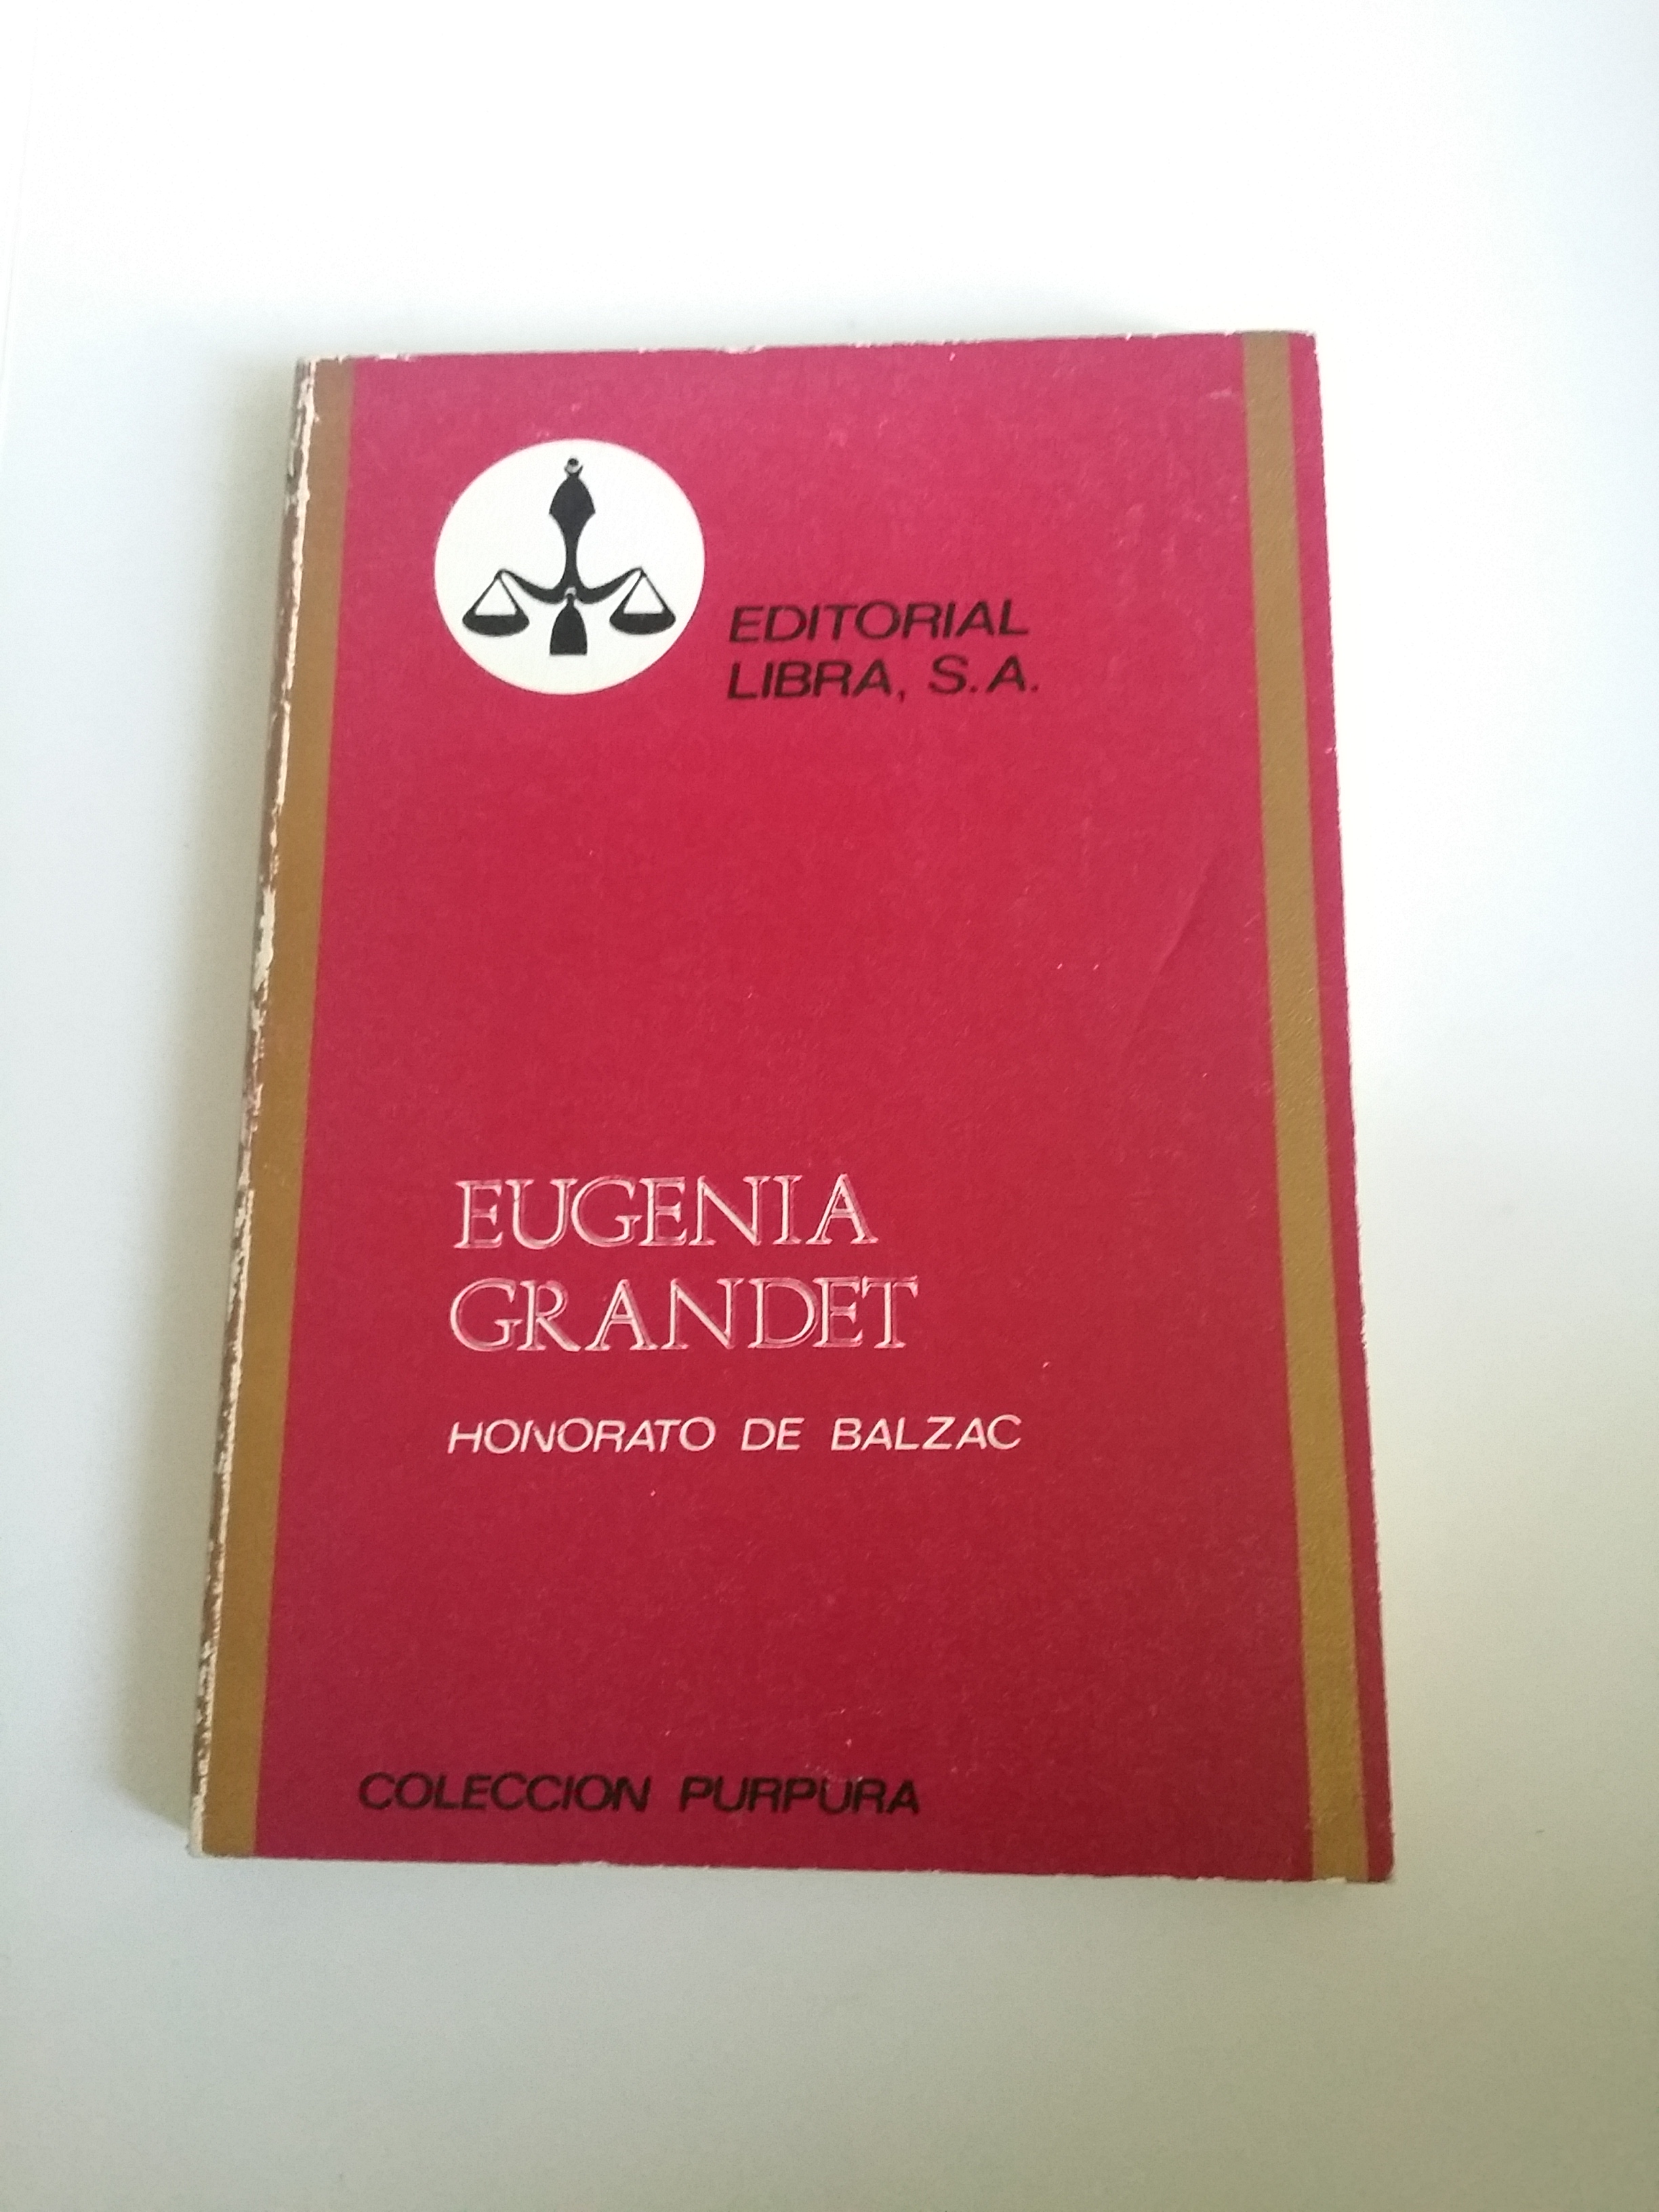 EDITORIAL
LIBRA, S.A.
EUGENIA
GRANDET
HONORATO DE BALZAC
COLECCION PURPURA